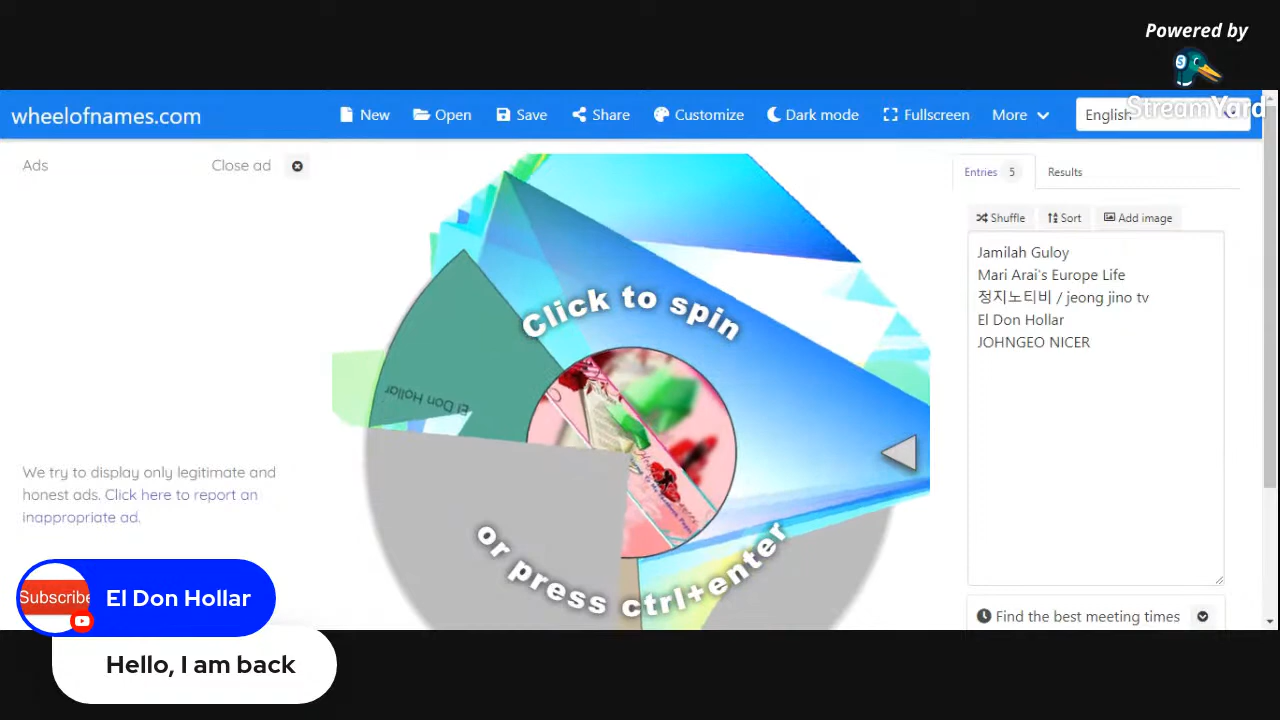 Powered by
StreamYard
wheelofnames.com
New
Open
Save
Share
Customize
Dark mode
Fullscreen
More
English
Ads
Close ad
Entries
5
Results
Shuffle
Sort
Add image
Jamilah Guloy
Mari Arai's Europe Life
정지노티비 / jeong jino tv
El Don Hollar
JOHNGEO NICER
Click to spin
El Don Hollar
or press ctrl+enter
We try to display only legitimate and
honest ads. Click here to report an
inappropriate ad.
Find the best meeting times
Subscribe
El Don Hollar
Hello, I am back